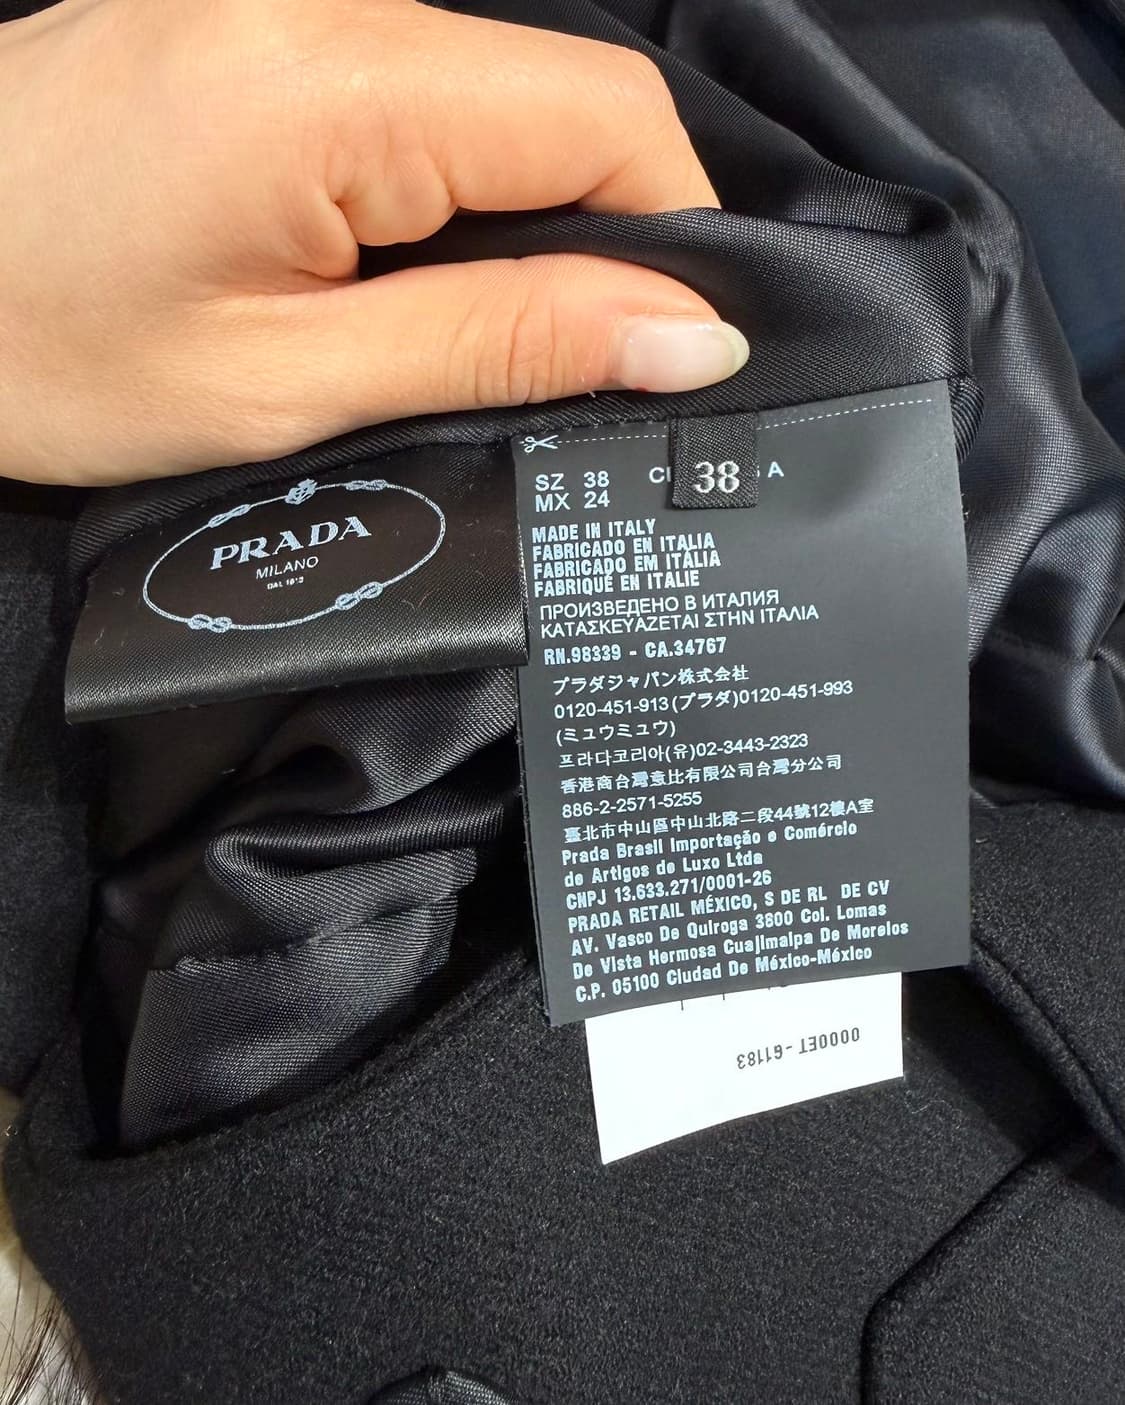 PRADA
MILANO
DAL 1913
38
SZ 38
MX 24
A
MADE IN ITALY
FABRICADO EN ITALIA
FABRICADO EM ITÁLIA
FABRIQUÉ EN ITALIE
ПРОИЗВЕДЕНО В ИТАЛИЯ
ΚΑΤΑΣΚΕΥΑΖΕΤΑΙ ΣΤΗΝ ΙΤΑΛΙΑ
RN.98339 - CA.34767
プラダジャパン株式会社
0120-451-913(プラダ)0120-451-993
(ミュウミュウ)
프라다코리아(유)02-3443-2323
香港商台灣意比有限公司台灣分公司
886-2-2571-5255
臺北市中山區中山北路二段44號12樓A室
Prada Brasil Importação e Comércio
de Artigos de Luxo Ltda
CNPJ 13.633.271/0001-26
PRADA RETAIL MÉXICO, S DE RL DE CV
AV. Vasco De Quiroga 3800 Col. Lomas
De Vista Hermosa Cuajimalpa De Morelos
C.P. 05100 Ciudad De México-México
0000ET-61183